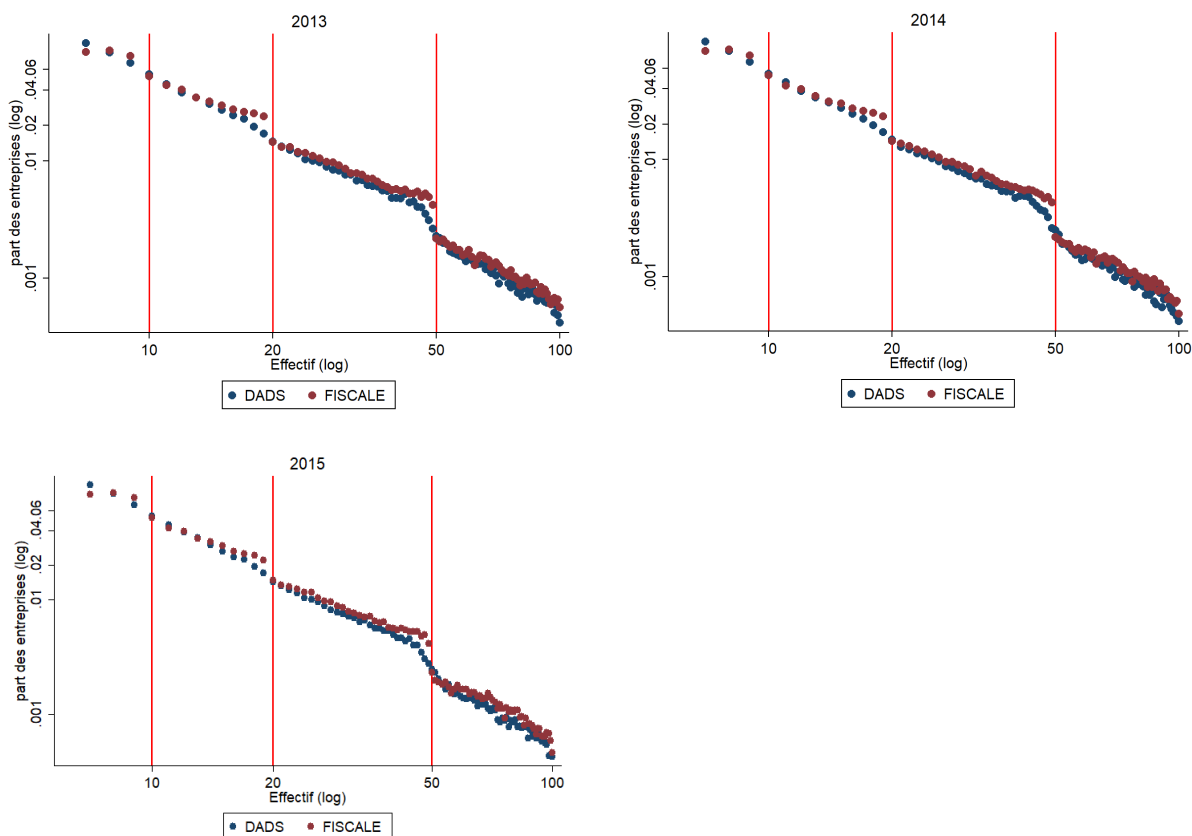 2013
part des entreprises (log)
.001 .01 .02 .04 .06
10 20 50 100
Effectif (log)
DADS FISCALE
2014
part des entreprises (log)
.001 .01 .02 .04 .06
10 20 50 100
Effectif (log)
DADS FISCALE
2015
part des entreprises (log)
.001 .01 .02 .04 .06
10 20 50 100
Effectif (log)
DADS FISCALE